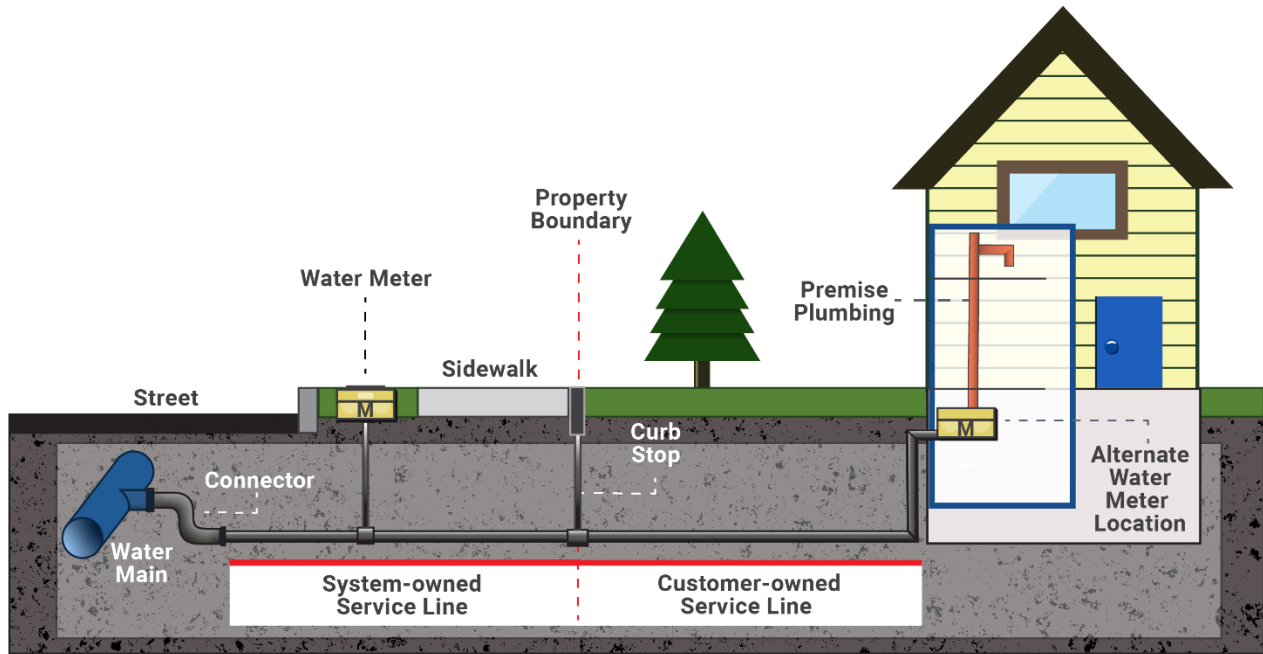 Property
Boundary
Water Meter
Premise
Plumbing
Sidewalk
Street
M
M
Curb
Stop
Connector
Alternate
Water
Meter
Location
Water
Main
System-owned
Service Line
Customer-owned
Service Line